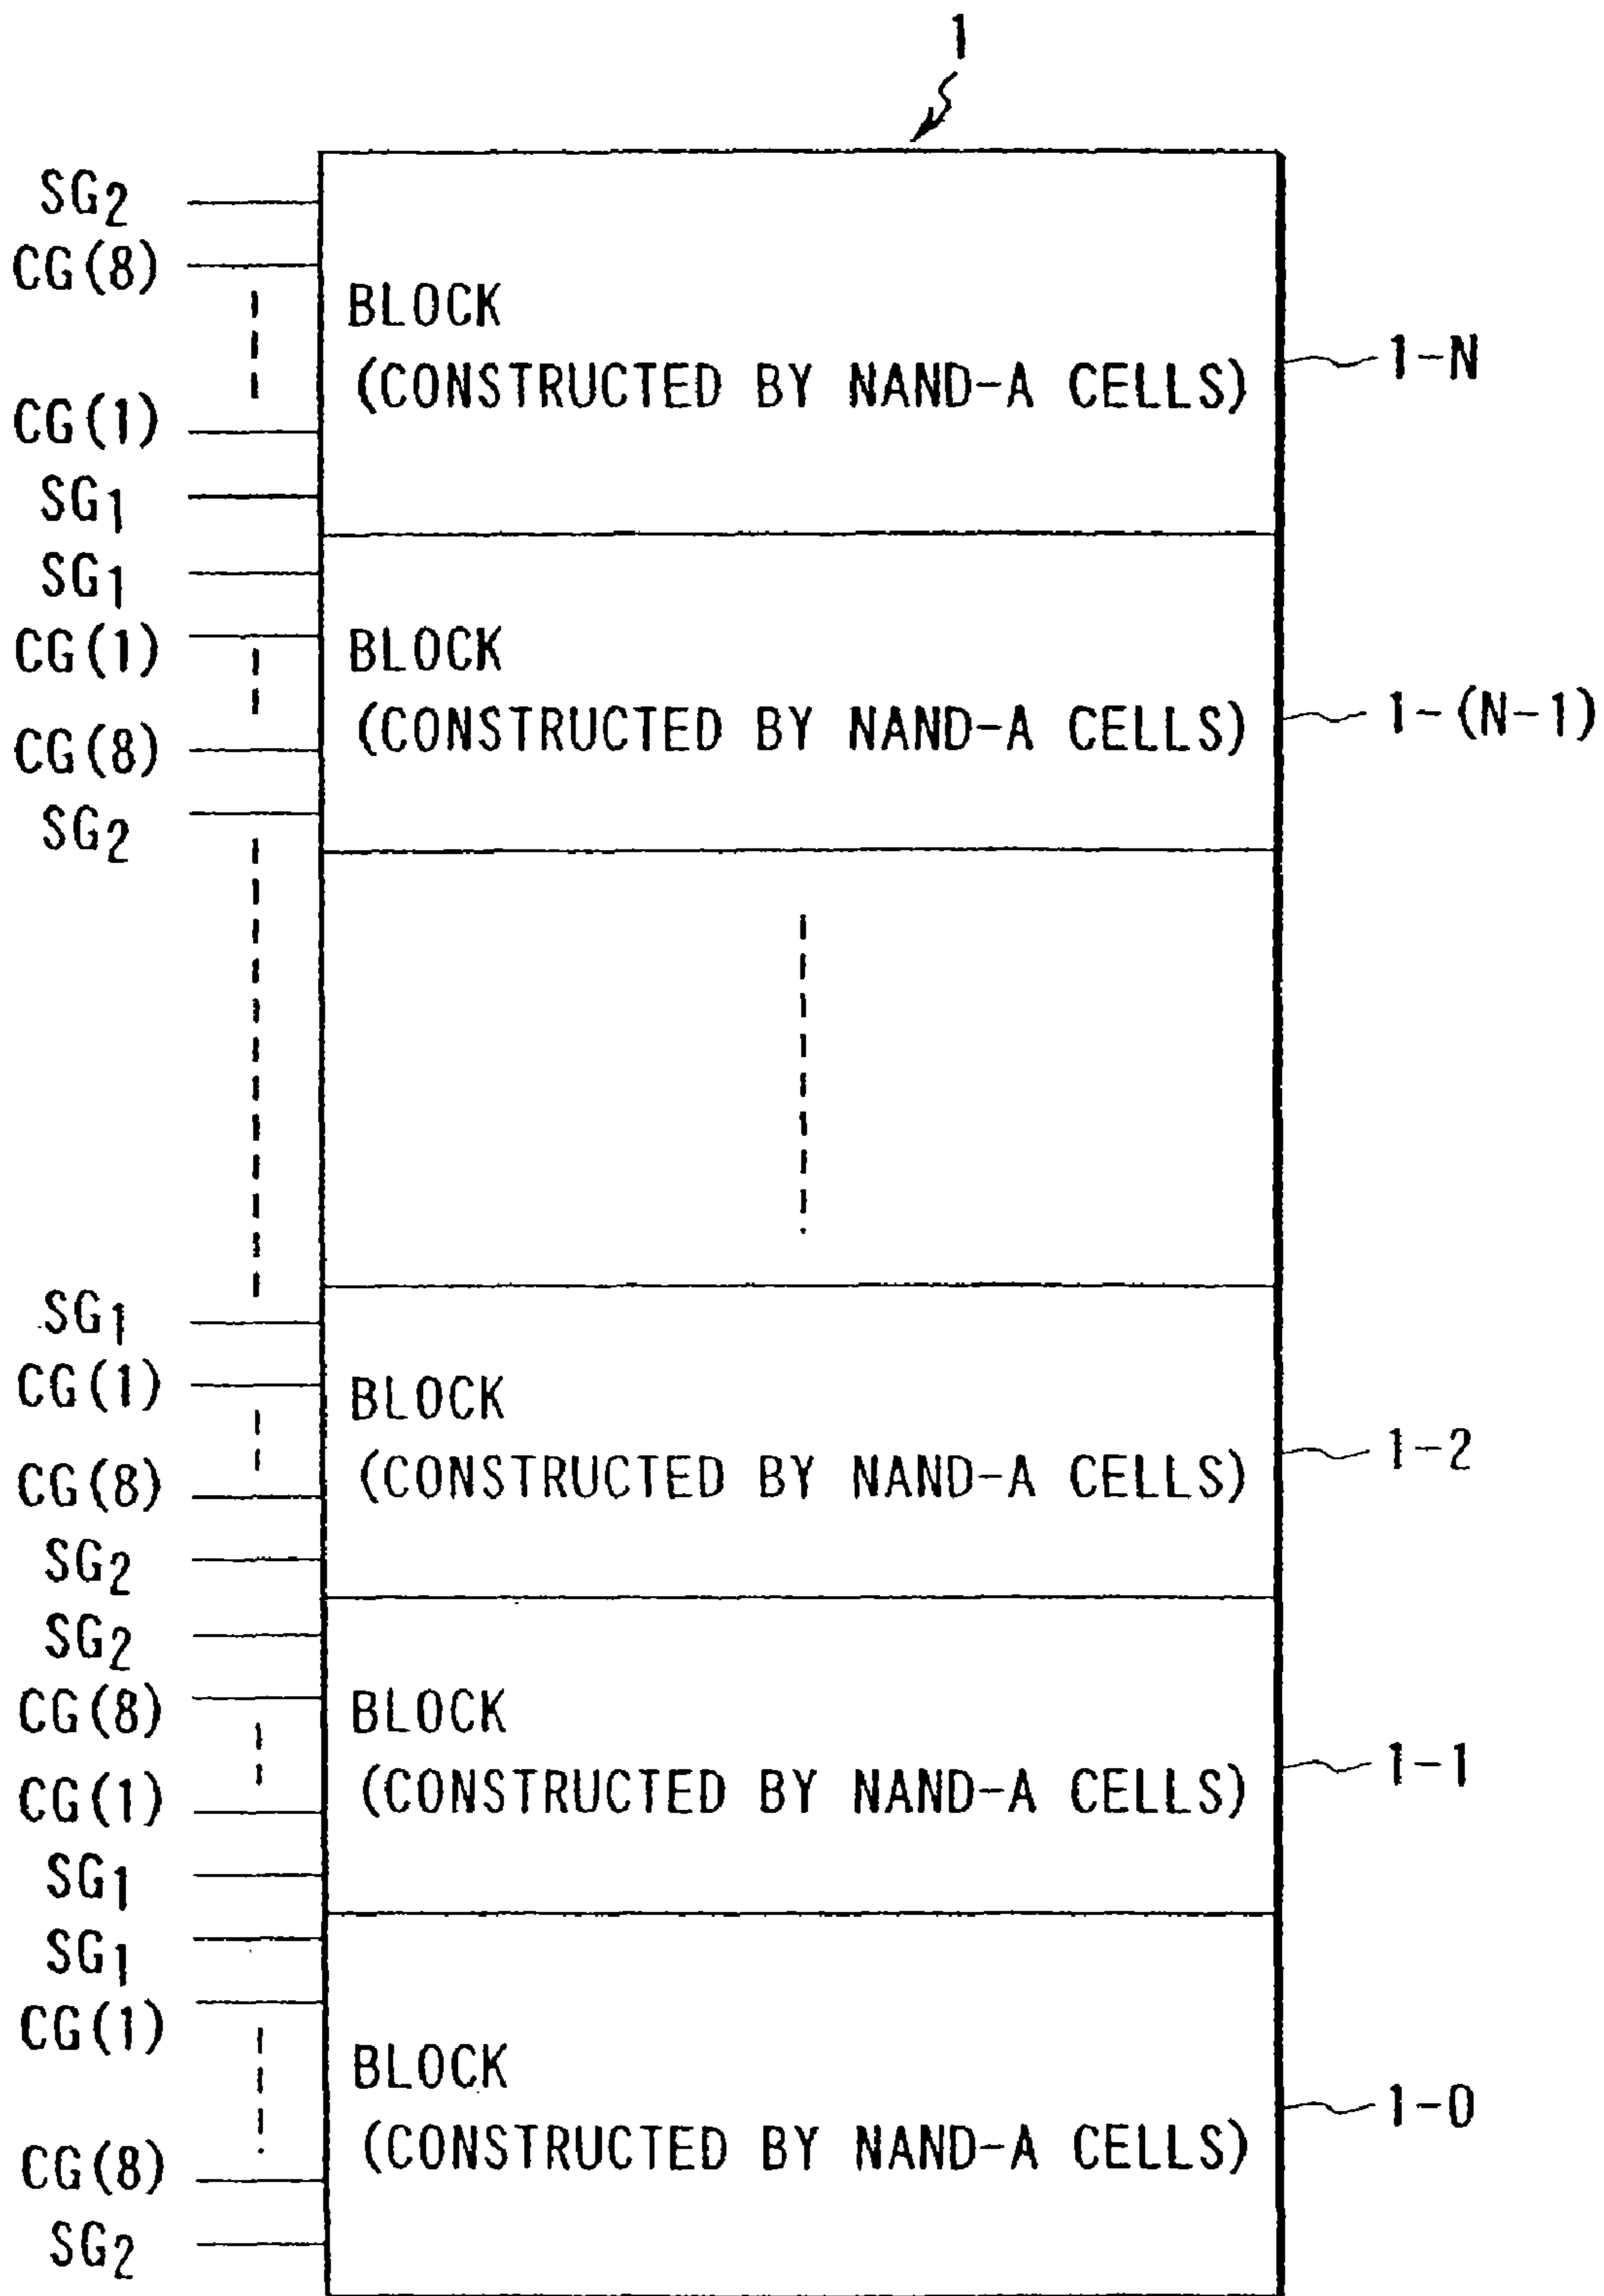 1
SG2
CG(8)
BLOCK
(CONSTRUCTED BY NAND-A CELLS)
1-N
CG(1)
SG1
SG1
CG(1)
BLOCK
(CONSTRUCTED BY NAND-A CELLS)
1-(N-1)
CG(8)
SG2
SG1
CG(1)
BLOCK
(CONSTRUCTED BY NAND-A CELLS)
1-2
CG(8)
SG2
SG2
CG(8)
BLOCK
(CONSTRUCTED BY NAND-A CELLS)
1-1
CG(1)
SG1
SG1
CG(1)
BLOCK
(CONSTRUCTED BY NAND-A CELLS)
1-0
CG(8)
SG2